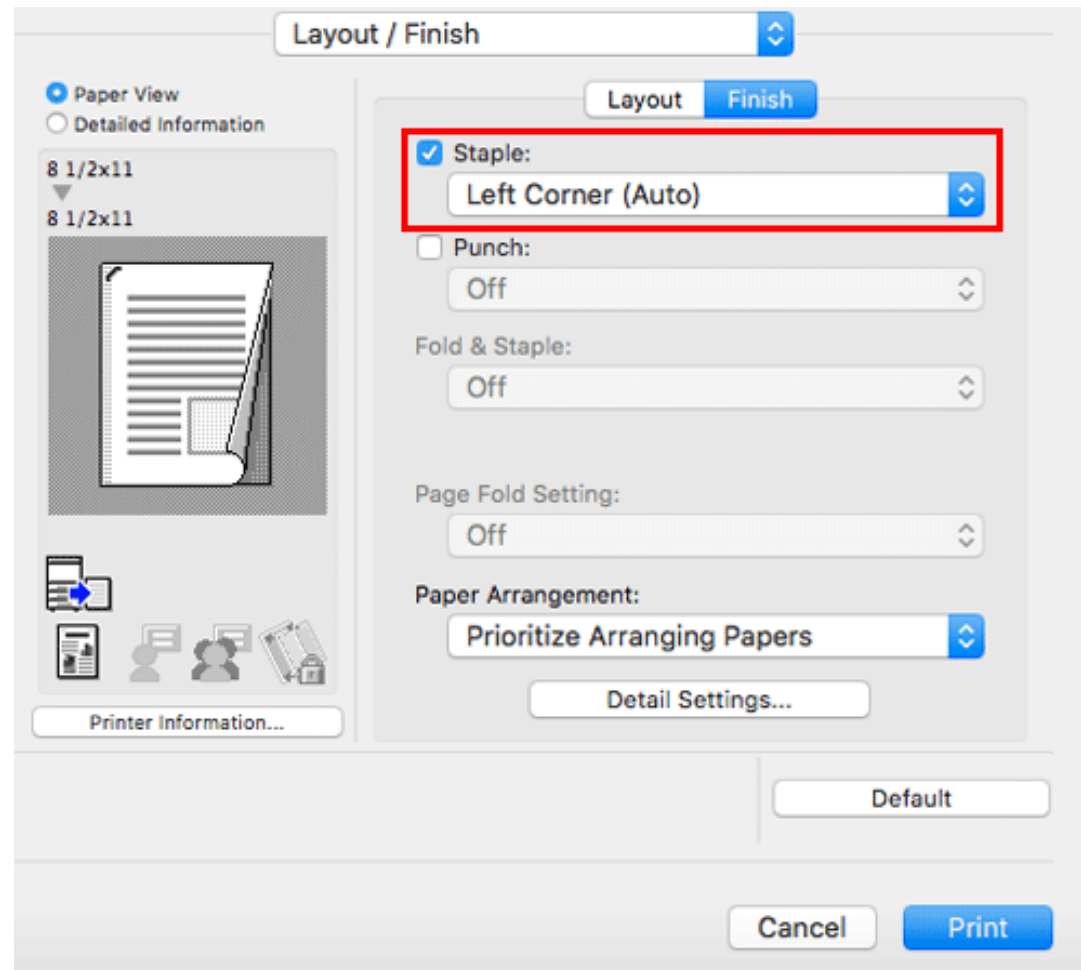 Layout / Finish
Paper View
Detailed Information
8 1/2x11
8 1/2x11
Printer Information...
Layout Finish
Staple:
Left Corner (Auto)
Punch:
Off
Fold & Staple:
Off
Page Fold Setting:
Off
Paper Arrangement:
Prioritize Arranging Papers
Detail Settings...
Default
Cancel Print